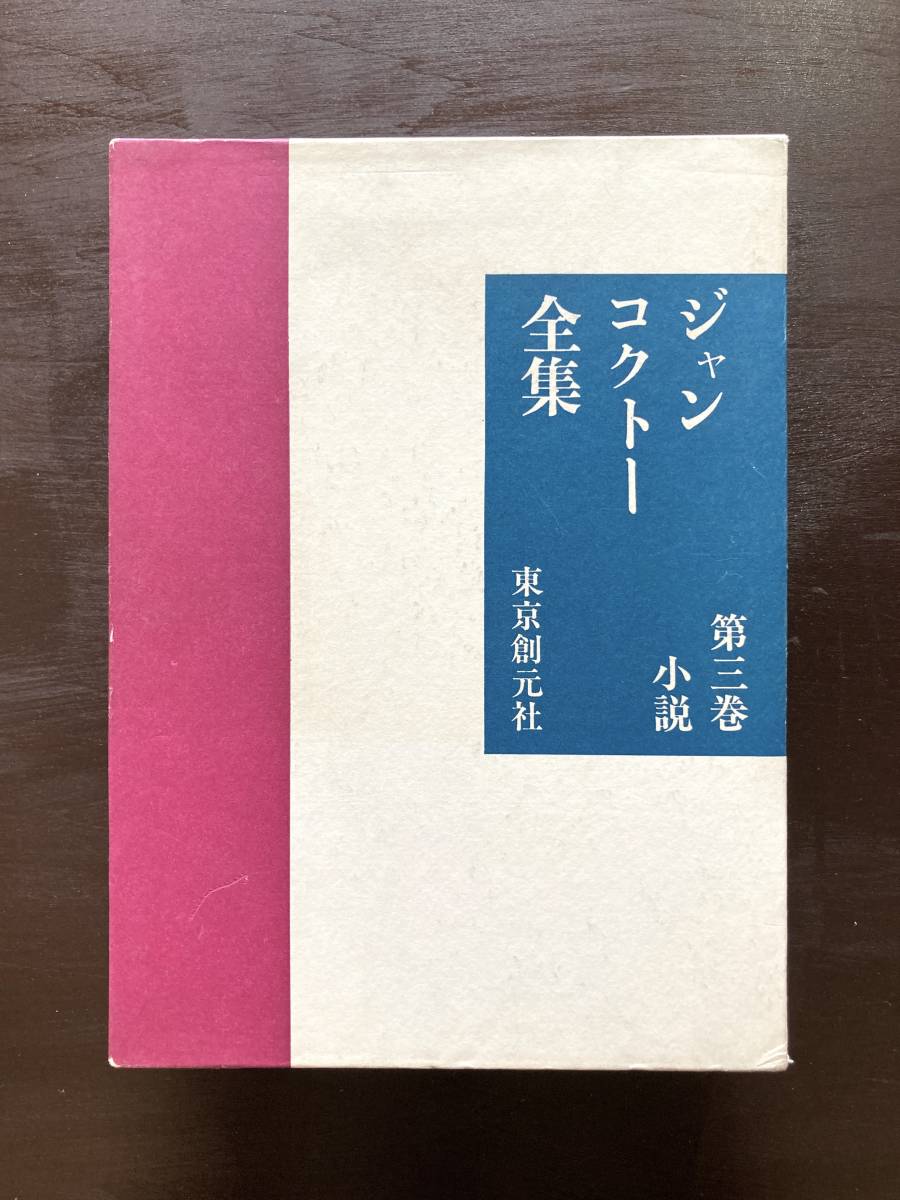 ジャン
コクトー
全集
第三巻
小説
東京創元社